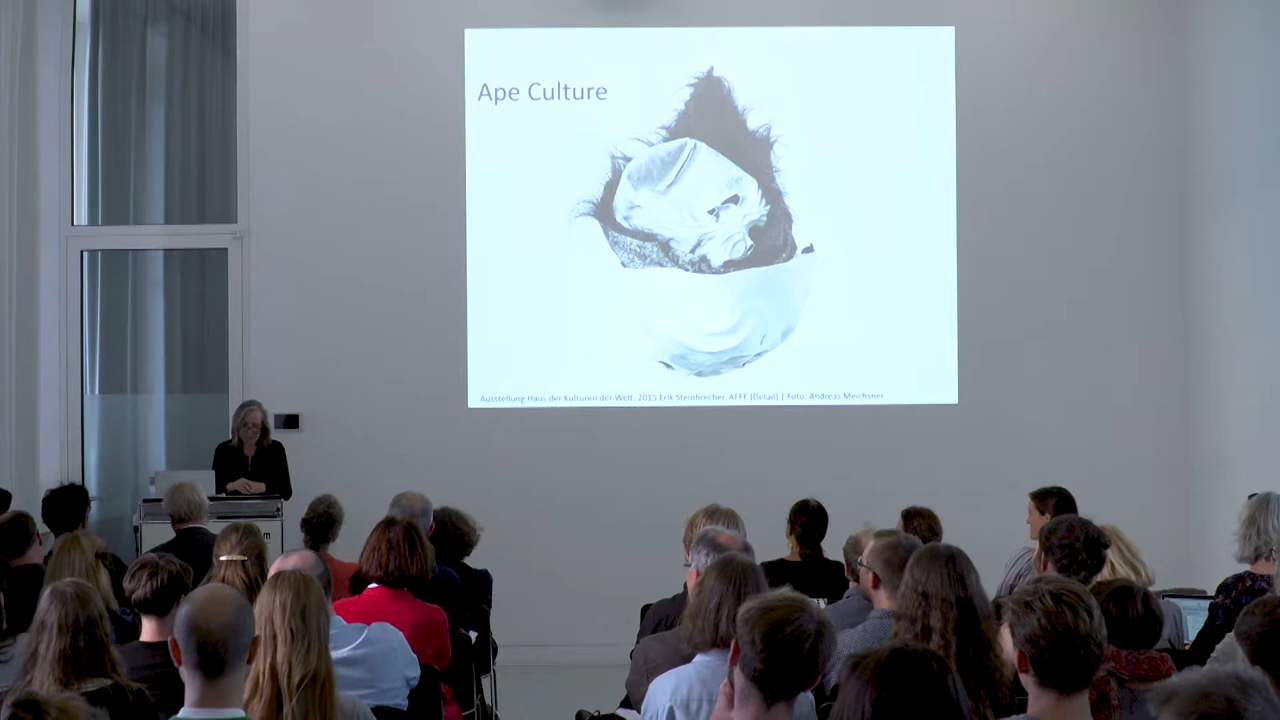 Ape Culture
Ausstellung Haus der Kulturen der Welt, 2015 Erik Steinbrecher, AFFE (Detail) | Foto: Andreas Meichsner
m